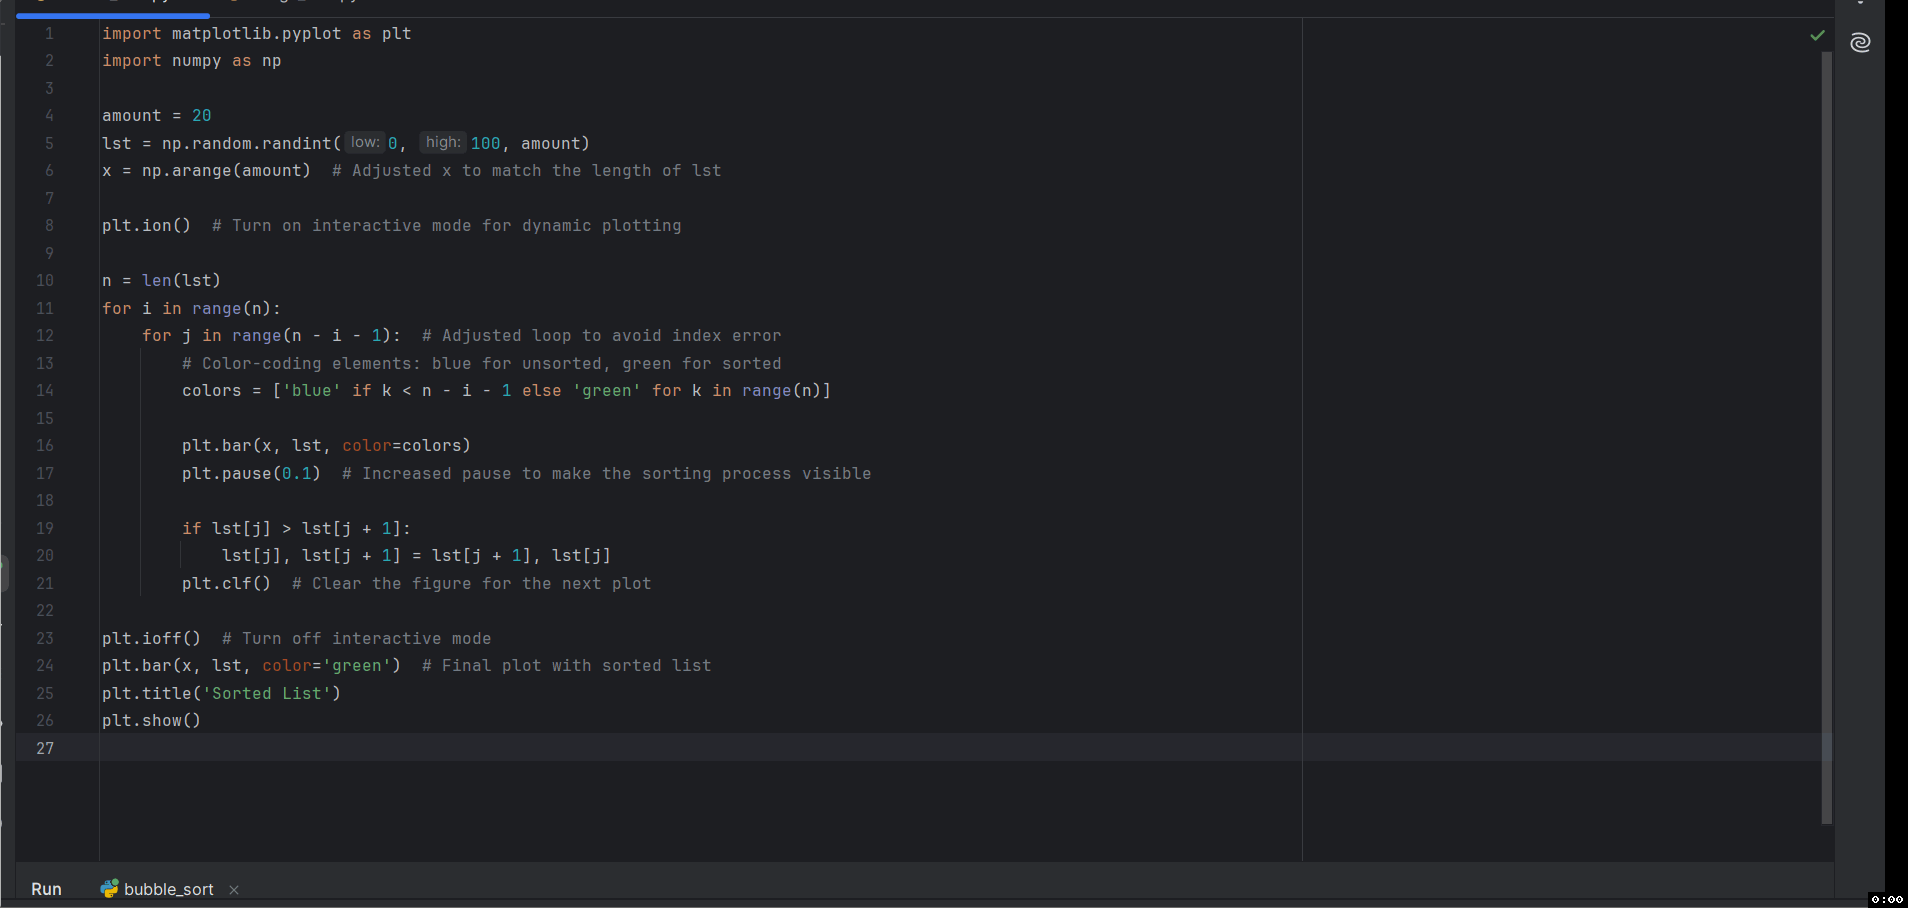 1 import matplotlib.pyplot as plt
2 import numpy as np
3
4 amount = 20
5 lst = np.random.randint( low: 0, high: 100, amount)
6 x = np.arange(amount)  # Adjusted x to match the length of lst
7
8 plt.ion()  # Turn on interactive mode for dynamic plotting
9
10 n = len(lst)
11 for i in range(n):
12     for j in range(n - i - 1):  # Adjusted loop to avoid index error
13         # Color-coding elements: blue for unsorted, green for sorted
14         colors = ['blue' if k < n - i - 1 else 'green' for k in range(n)]
15
16         plt.bar(x, lst, color=colors)
17         plt.pause(0.1)  # Increased pause to make the sorting process visible
18
19         if lst[j] > lst[j + 1]:
20             lst[j], lst[j + 1] = lst[j + 1], lst[j]
21         plt.clf()  # Clear the figure for the next plot
22
23 plt.ioff()  # Turn off interactive mode
24 plt.bar(x, lst, color='green')  # Final plot with sorted list
25 plt.title('Sorted List')
26 plt.show()
27
Run bubble_sort
0:00